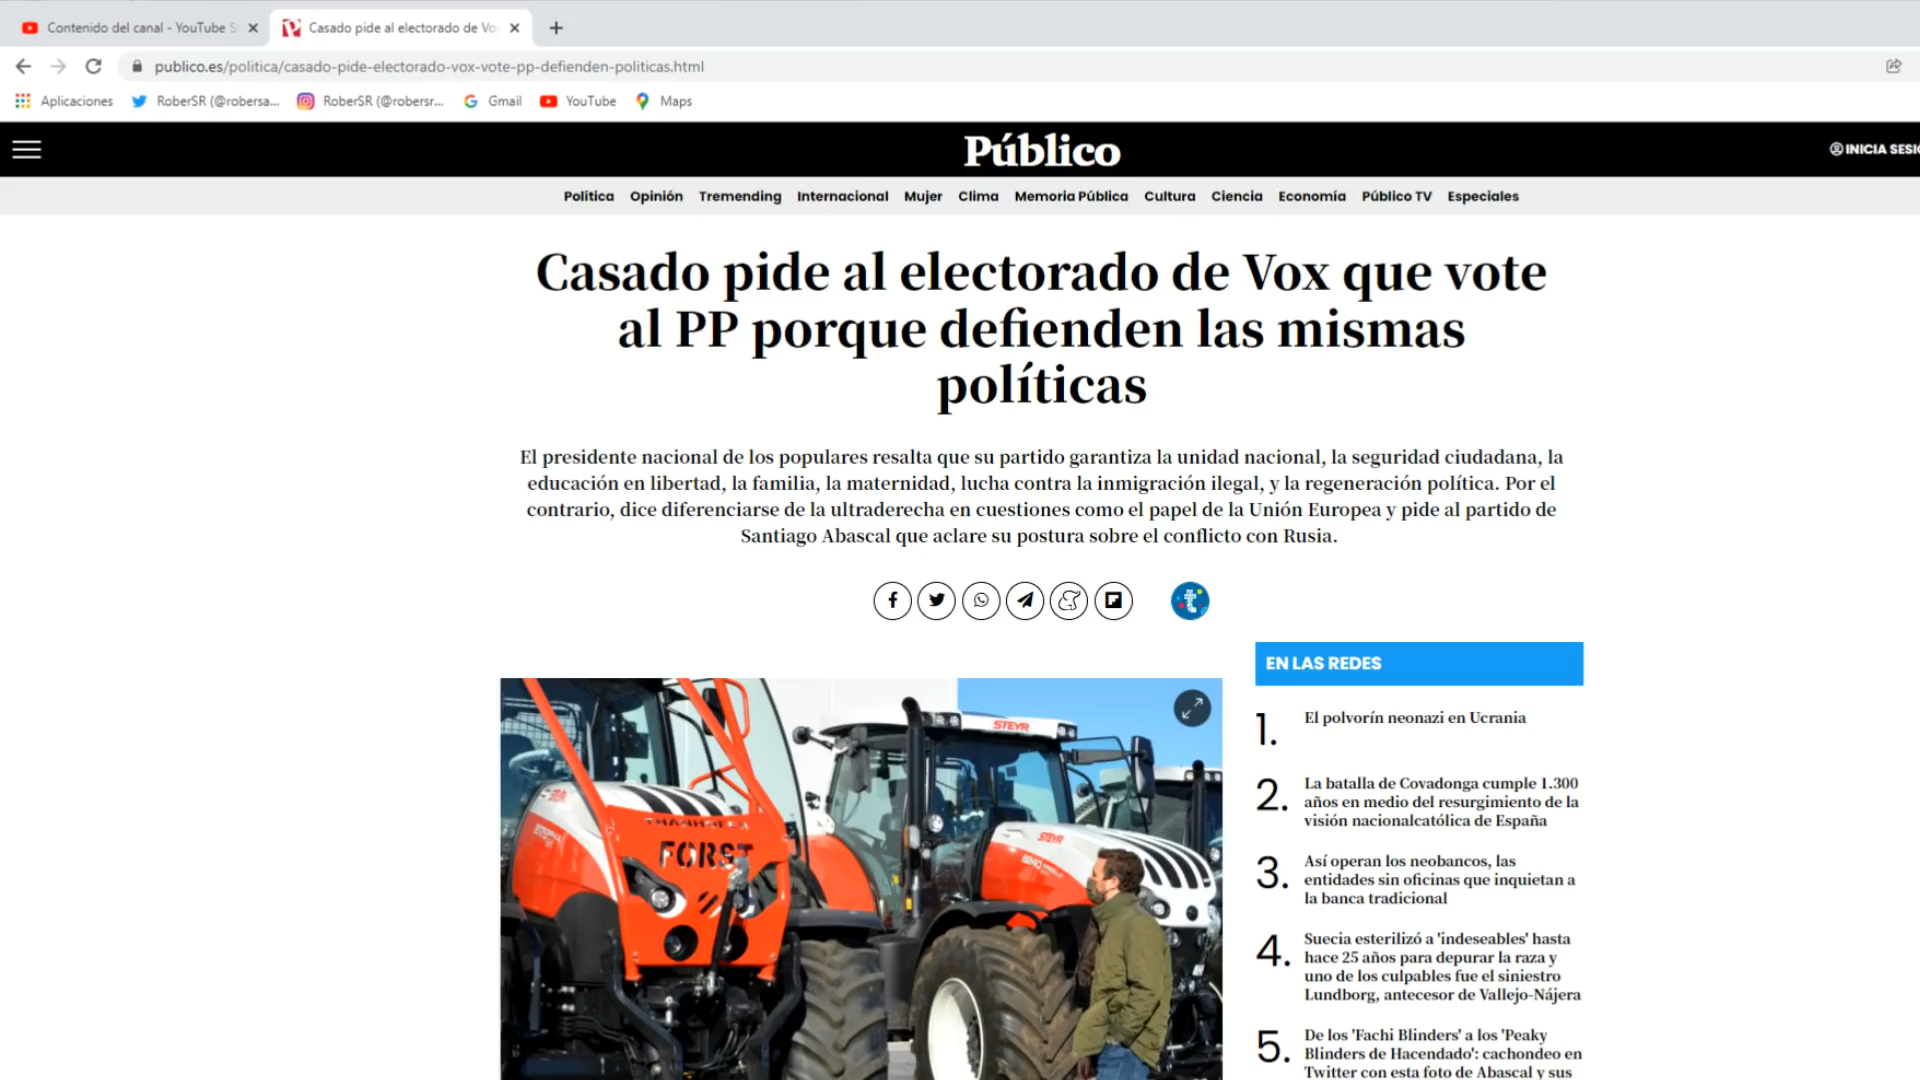 Contenido del canal - YouTube S
Casado pide al electorado de Vo
publico.es/politica/casado-pide-electorado-vox-vote-pp-defienden-politicas.html
Aplicaciones
RoberSR (@robersa...
RoberSR (@robersr...
Gmail
YouTube
Maps
Público
INICIA SESIÓ
Política Opinión Tremending Internacional Mujer Clima Memoria Pública Cultura Ciencia Economía Público TV Especiales
Casado pide al electorado de Vox que vote
al PP porque defienden las mismas
políticas
El presidente nacional de los populares resalta que su partido garantiza la unidad nacional, la seguridad ciudadana, la
educación en libertad, la familia, la maternidad, lucha contra la inmigración ilegal, y la regeneración política. Por el
contrario, dice diferenciarse de la ultraderecha en cuestiones como el papel de la Unión Europea y pide al partido de
Santiago Abascal que aclare su postura sobre el conflicto con Rusia.
STEYR
FORST
STEYR
EN LAS REDES
1. El polvorín neonazi en Ucrania
2. La batalla de Covadonga cumple 1.300
años en medio del resurgimiento de la
visión nacionalcatólica de España
3. Así operan los neobancos, las
entidades sin oficinas que inquietan a
la banca tradicional
4. Suecia esterilizó a 'indeseables' hasta
hace 25 años para depurar la raza y
uno de los culpables fue el siniestro
Lundborg, antecesor de Vallejo-Nájera
5. De los 'Fachi Blinders' a los 'Peaky
Blinders de Hacendado': cachondeo en
Twitter con esta foto de Abascal y sus